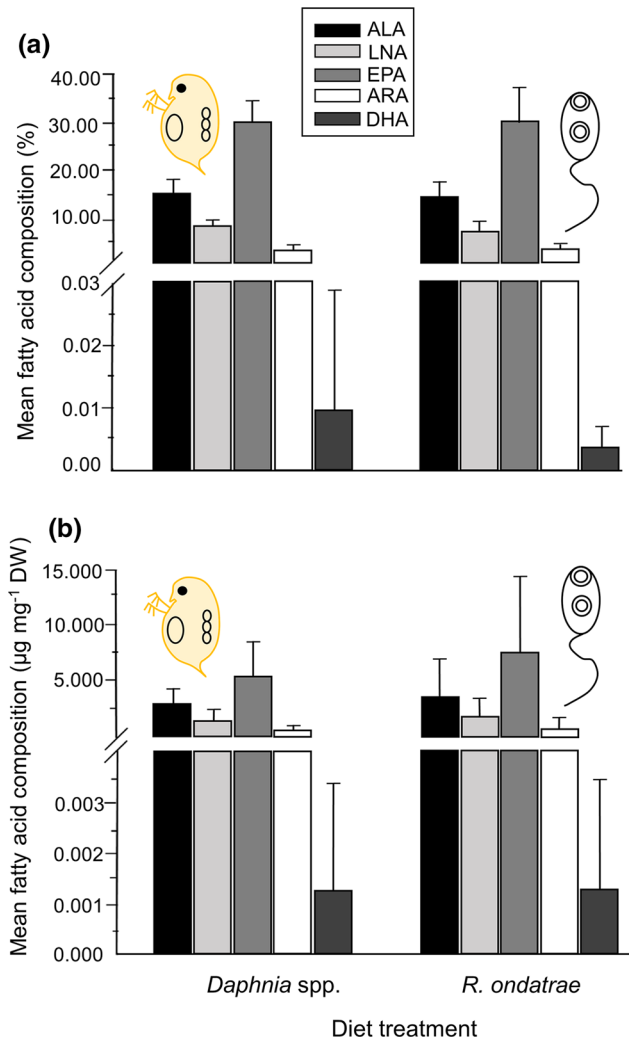 (a)
ALA
LNA
EPA
ARA
DHA
Mean fatty acid composition (%)
40.00
30.00
20.00
10.00
0.03
0.02
0.01
0.00
(b)
Mean fatty acid composition (µg mg⁻¹ DW)
15.000
10.000
5.000
0.003
0.002
0.001
0.000
Daphnia spp.
R. ondatrae
Diet treatment